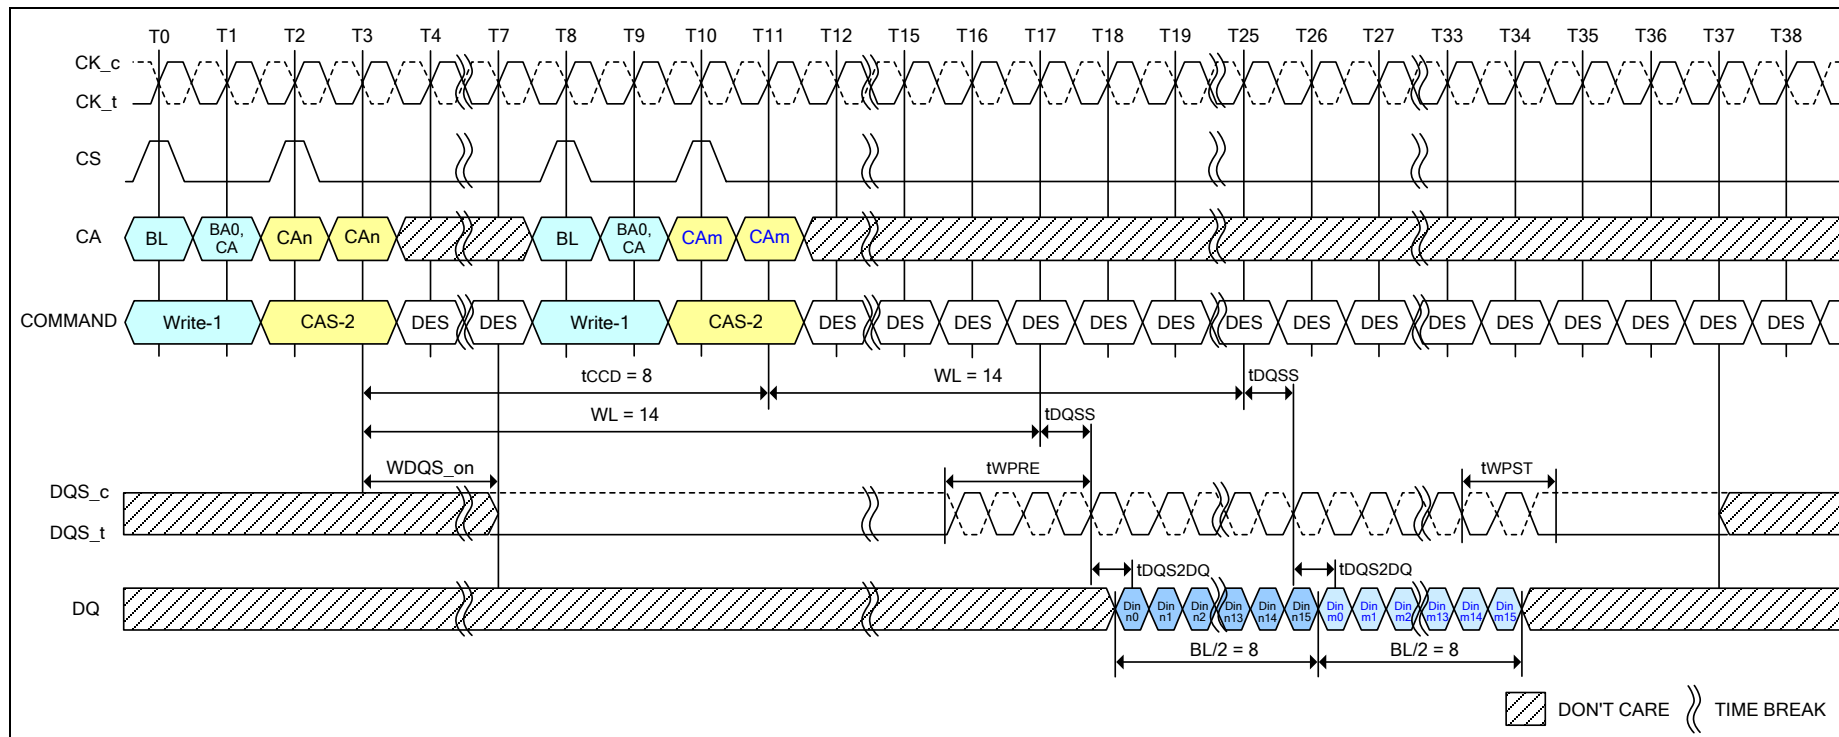 T0 T1 T2 T3 T4 T7 T8 T9 T10 T11 T12 T15 T16 T17 T18 T19 T25 T26 T27 T33 T34 T35 T36 T37 T38
CK_c
CK_t
CS
CA BL BA0, CA CAn CAn BL BA0, CA CAm CAm
COMMAND Write-1 CAS-2 DES DES Write-1 CAS-2 DES DES DES DES DES DES DES DES DES DES DES DES DES DES DES
tCCD = 8 WL = 14 tDQSS
WL = 14 tDQSS
WDQS_on tWPRE tWPST
DQS_c
DQS_t
tDQS2DQ tDQS2DQ
DQ Din n0 Din n1 Din n2 Din n13 Din n14 Din n15 Din m0 Din m1 Din m2 Din m13 Din m14 Din m15
BL/2 = 8 BL/2 = 8
DON'T CARE TIME BREAK